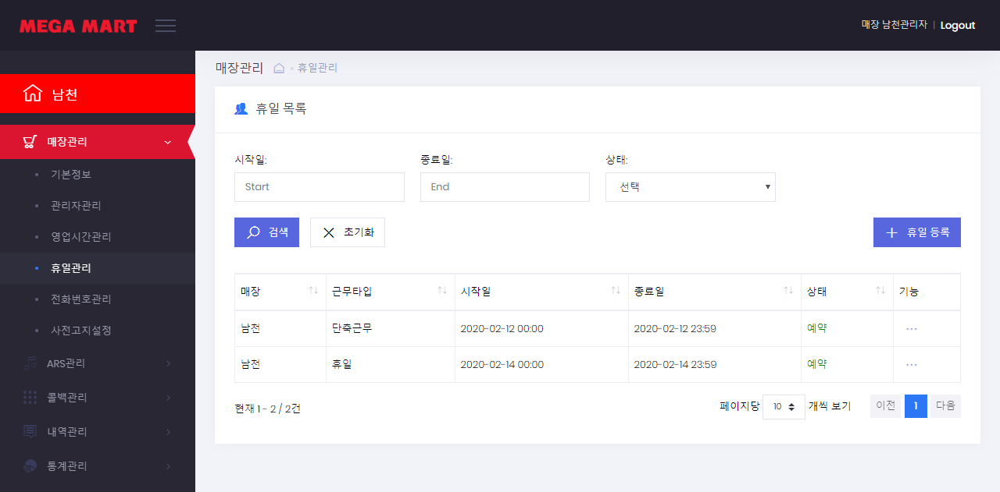 MEGA MART
매장 남천관리자 | Logout
남천
매장관리
기본정보
관리자관리
영업시간관리
휴일관리
전화번호관리
사전고지설정
ARS관리
콜백관리
내역관리
통계관리
매장관리 휴일관리
휴일 목록
시작일: 종료일: 상태:
Start End 선택
검색 초기화 휴일 등록
매장 근무타입 시작일 종료일 상태 기능
남천 단축근무 2020-02-12 00:00 2020-02-12 23:59 예약 ...
남천 휴일 2020-02-14 00:00 2020-02-14 23:59 예약 ...
현재 1 - 2 / 2건 페이지당 10 개씩 보기 이전 1 다음